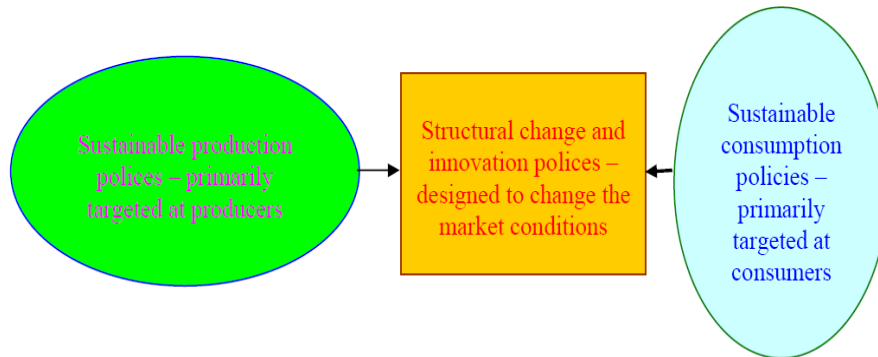 Sustainable production
polices – primarily
targeted at producers
Structural change and
innovation polices –
designed to change the
market conditions
Sustainable
consumption
policies –
primarily
targeted at
consumers